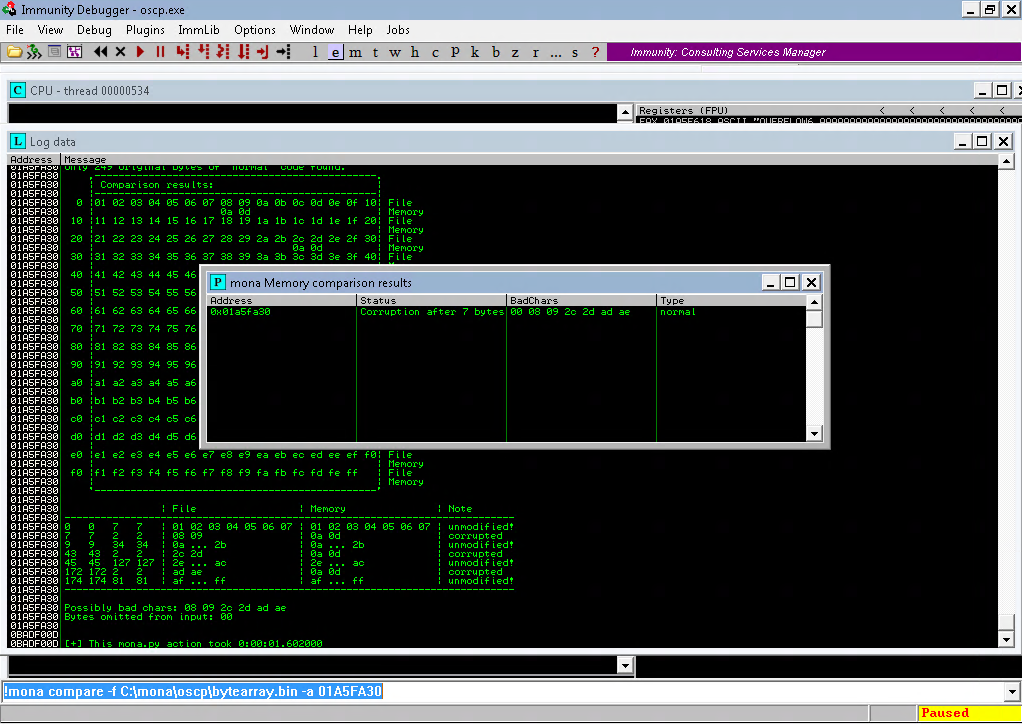 Immunity Debugger - oscp.exe
File View Debug Plugins ImmLib Options Window Help Jobs
l e m t w h c p k b z r ... s ? Immunity: Consulting Services Manager
C CPU - thread 00000534
Registers (FPU) < < < < <
L Log data
Address Message
01A5FA30 Only 249 original bytes of 'normal' code found.
01A5FA30
01A5FA30 | Comparison results: |
01A5FA30
01A5FA30 0 |01 02 03 04 05 06 07 08 09 0a 0b 0c 0d 0e 0f 10| File
01A5FA30 | 0a 0d | Memory
01A5FA30 10 |11 12 13 14 15 16 17 18 19 1a 1b 1c 1d 1e 1f 20| File
01A5FA30 | | Memory
01A5FA30 20 |21 22 23 24 25 26 27 28 29 2a 2b 2c 2d 2e 2f 30| File
01A5FA30 | 0a 0d | Memory
01A5FA30 30 |31 32 33 34 35 36 37 38 39 3a 3b 3c 3d 3e 3f 40| File
01A5FA30
01A5FA30 40 |41 42 43 44 45 46
01A5FA30
01A5FA30 50 |51 52 53 54 55 56
01A5FA30
01A5FA30 60 |61 62 63 64 65 66
01A5FA30
01A5FA30 70 |71 72 73 74 75 76
01A5FA30
01A5FA30 80 |81 82 83 84 85 86
01A5FA30
01A5FA30 90 |91 92 93 94 95 96
01A5FA30
01A5FA30 a0 |a1 a2 a3 a4 a5 a6
01A5FA30
01A5FA30 b0 |b1 b2 b3 b4 b5 b6
01A5FA30
01A5FA30 c0 |c1 c2 c3 c4 c5 c6
01A5FA30
01A5FA30 d0 |d1 d2 d3 d4 d5 d6
01A5FA30
01A5FA30 e0 |e1 e2 e3 e4 e5 e6 e7 e8 e9 ea eb ec ed ee ef f0| File
01A5FA30 | | Memory
01A5FA30 f0 |f1 f2 f3 f4 f5 f6 f7 f8 f9 fa fb fc fd fe ff | File
01A5FA30 | | Memory
01A5FA30
01A5FA30
01A5FA30 | File | Memory | Note
01A5FA30
01A5FA30 0 0 7 7 | 01 02 03 04 05 06 07 | 01 02 03 04 05 06 07 | unmodified!
01A5FA30 7 7 2 2 | 08 09 | 0a 0d | corrupted
01A5FA30 9 9 34 34 | 0a ... 2b | 0a ... 2b | unmodified!
01A5FA30 43 43 2 2 | 2c 2d | 0a 0d | corrupted
01A5FA30 45 45 127 127 | 2e ... ac | 2e ... ac | unmodified!
01A5FA30 172 172 2 2 | ad ae | 0a 0d | corrupted
01A5FA30 174 174 81 81 | af ... ff | af ... ff | unmodified!
01A5FA30
01A5FA30
01A5FA30 Possibly bad chars: 08 09 2c 2d ad ae
01A5FA30 Bytes omitted from input: 00
01A5FA30
0BADF00D
0BADF00D [+] This mona.py action took 0:00:01.602000
P mona Memory comparison results
Address Status BadChars Type
0x01a5fa30 Corruption after 7 bytes 00 08 09 2c 2d ad ae normal
!mona compare -f C:\mona\oscp\bytearray.bin -a 01A5FA30
Paused